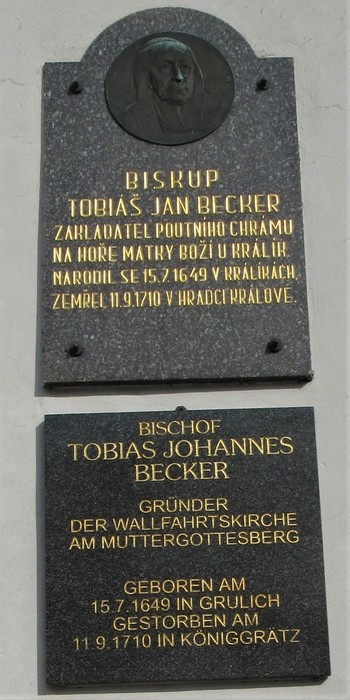 BISKUP
TOBIÁŠ JAN BECKER
ZAKLADATEL POUTNÍHO CHRÁMU
NA HOŘE MATKY BOŽÍ U KRÁLÍK.
NARODIL SE 15.7.1649 V KRÁLÍKÁCH,
ZEMŘEL 11.9.1710 V HRADCI KRÁLOVÉ.
BISCHOF
TOBIAS JOHANNES
BECKER
GRÜNDER
DER WALLFAHRTSKIRCHE
AM MUTTERGOTTESBERG
GEBOREN AM
15.7.1649 IN GRULICH
GESTORBEN AM
11.9.1710 IN KÖNIGGRÄTZ